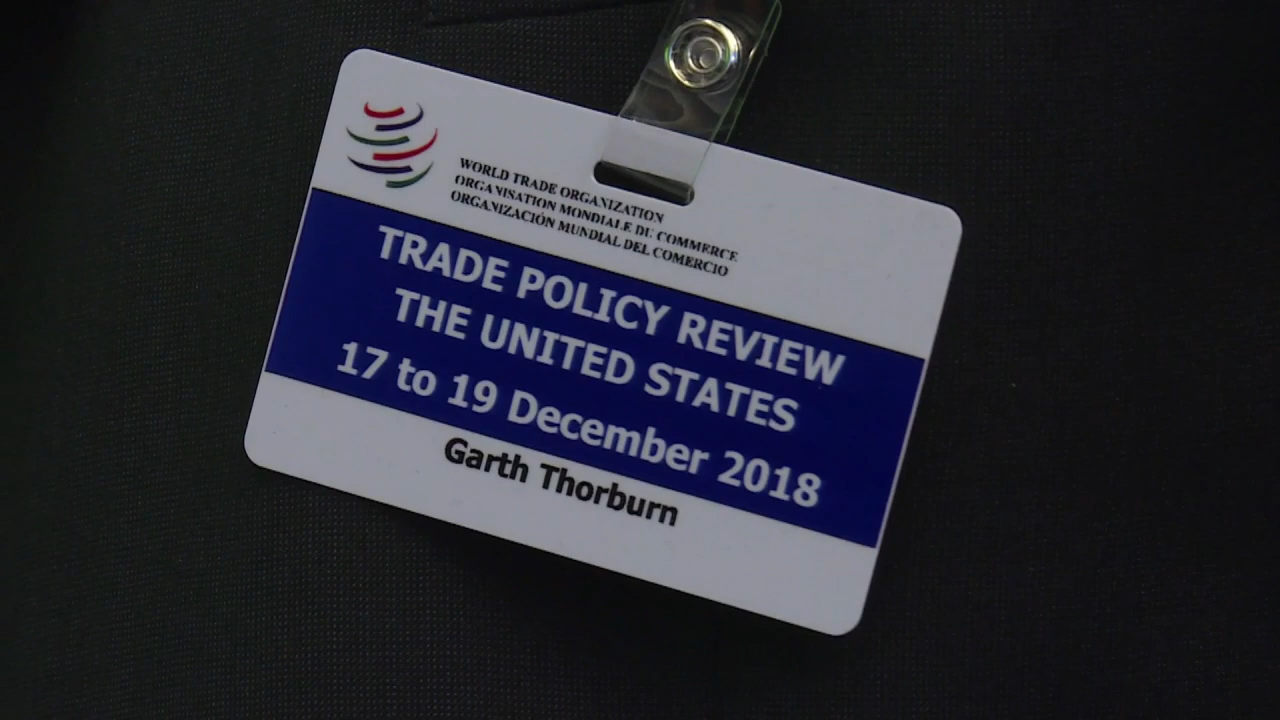 WORLD TRADE ORGANIZATION
ORGANISATION MONDIALE DU COMMERCE
ORGANIZACIÓN MUNDIAL DEL COMERCIO
TRADE POLICY REVIEW
THE UNITED STATES
17 to 19 December 2018
Garth Thorburn